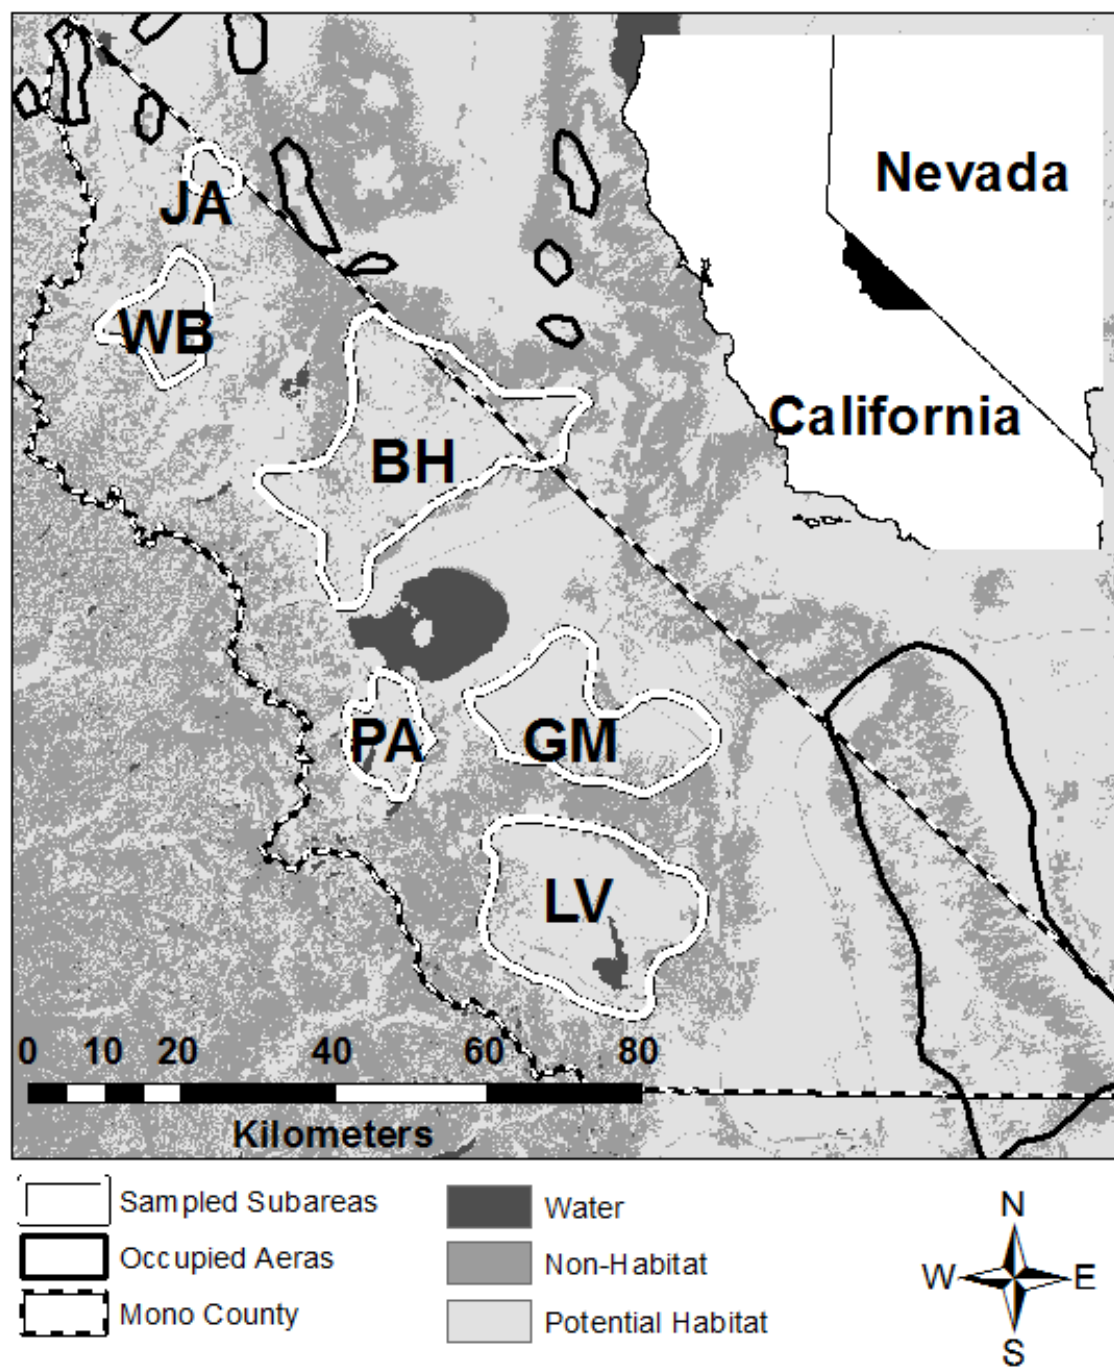 Nevada
JA
WB
California
BH
PA
GM
LV
0 10 20 40 60 80
Kilometers
Sampled Subareas
Occupied Aeras
Mono County
Water
Non-Habitat
Potential Habitat
N
W E
S